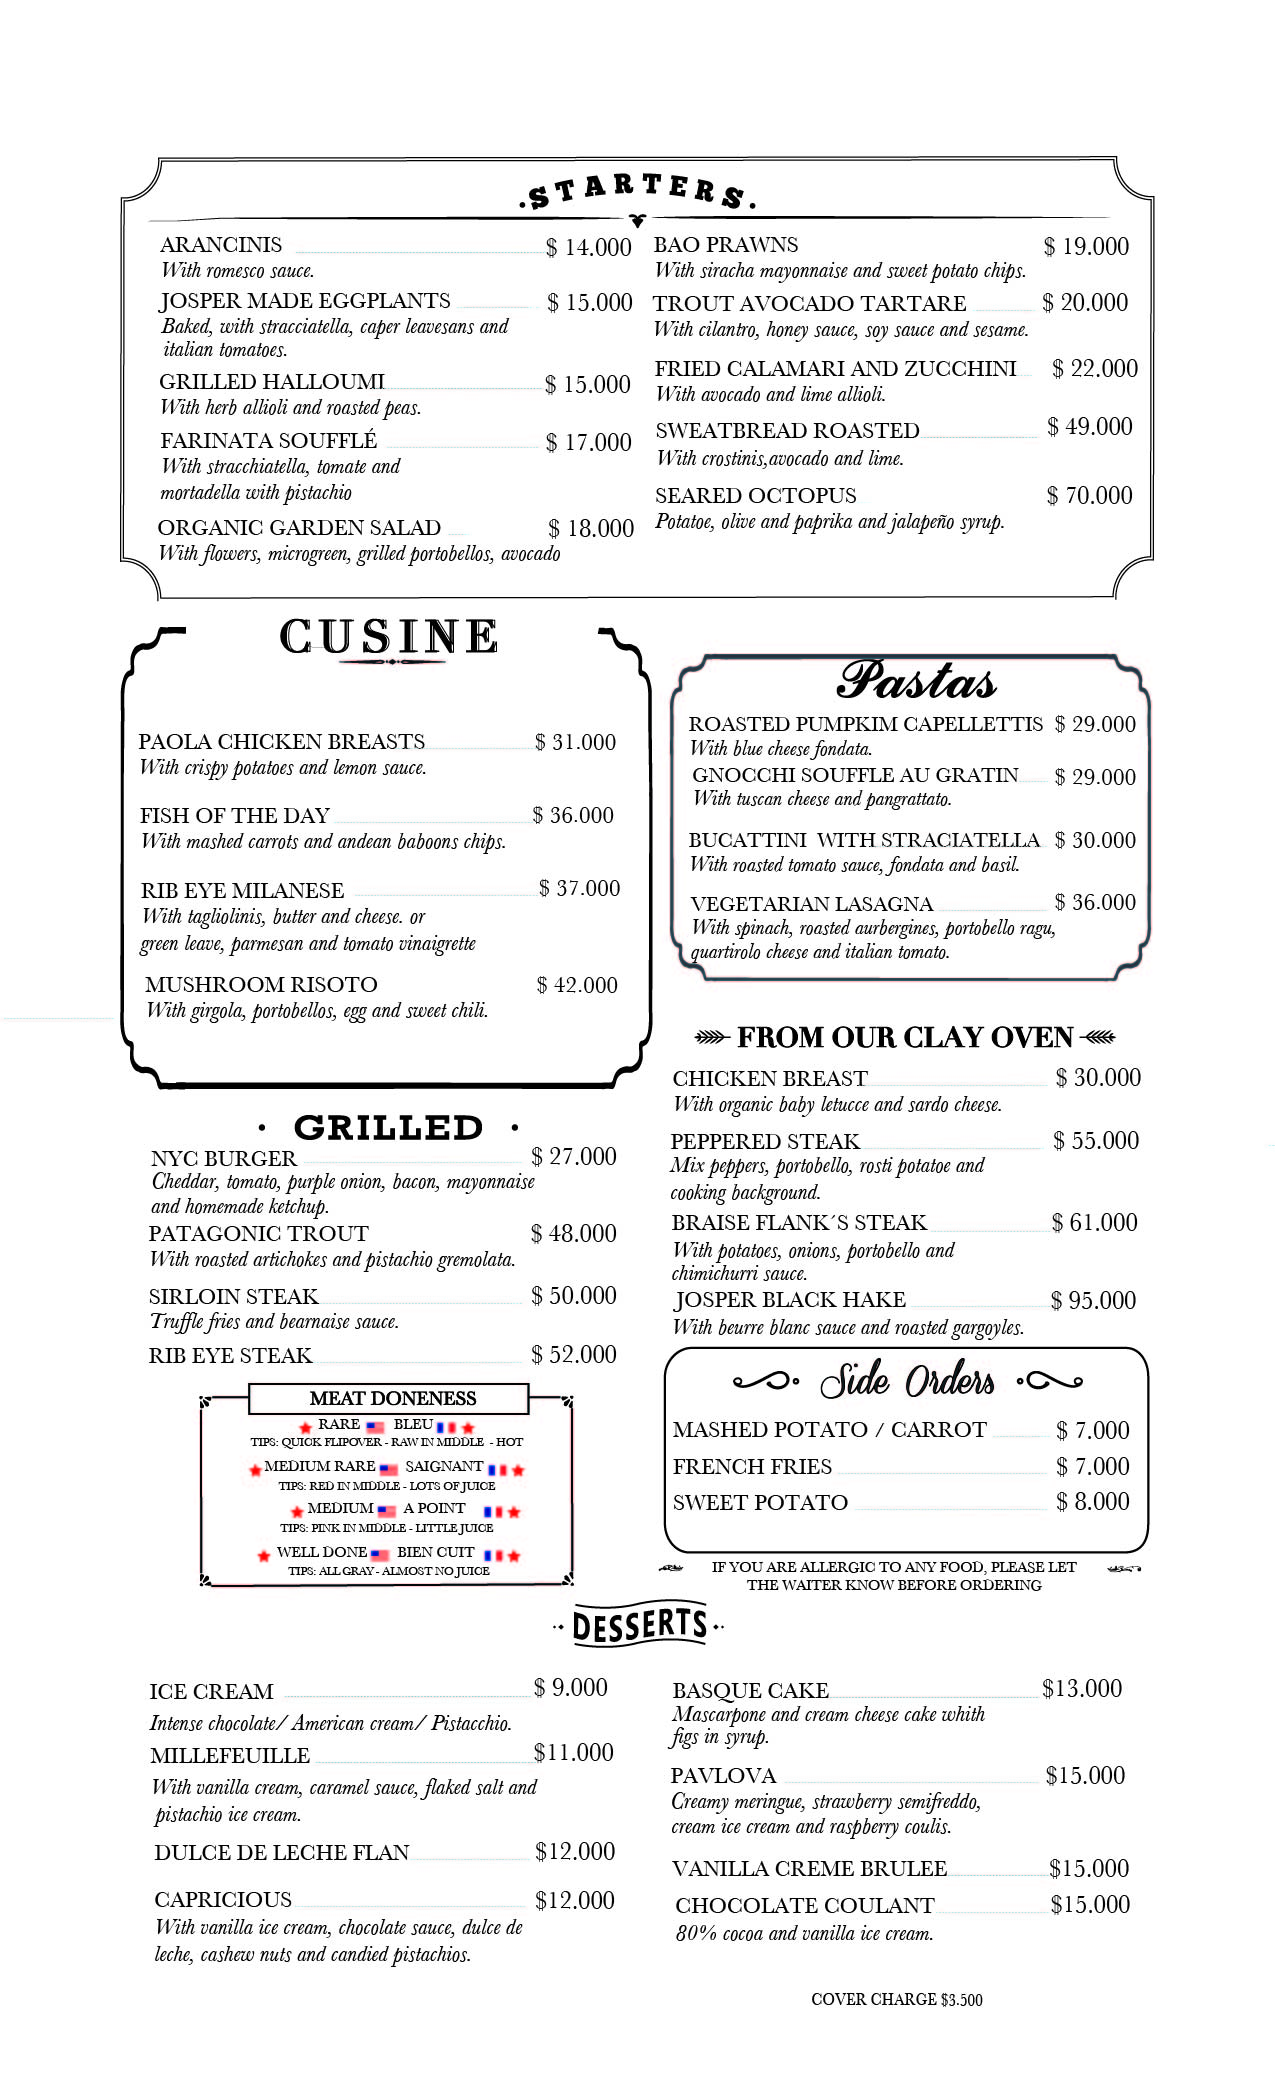 ·STARTERS·
ARANCINIS $ 14.000
With romesco sauce.
JOSPER MADE EGGPLANTS $ 15.000
Baked, with stracciatella, caper leavesans and
italian tomatoes.
GRILLED HALLOUMI $ 15.000
With herb allioli and roasted peas.
FARINATA SOUFFLÉ $ 17.000
With stracchiatella, tomate and
mortadella with pistachio
ORGANIC GARDEN SALAD $ 18.000
With flowers, microgreen, grilled portobellos, avocado
BAO PRAWNS $ 19.000
With siracha mayonnaise and sweet potato chips.
TROUT AVOCADO TARTARE $ 20.000
With cilantro, honey sauce, soy sauce and sesame.
FRIED CALAMARI AND ZUCCHINI $ 22.000
With avocado and lime allioli.
SWEATBREAD ROASTED $ 49.000
With crostinis,avocado and lime.
SEARED OCTOPUS $ 70.000
Potatoe, olive and paprika and jalapeño syrup.
CUSINE
PAOLA CHICKEN BREASTS $ 31.000
With crispy potatoes and lemon sauce.
FISH OF THE DAY $ 36.000
With mashed carrots and andean baboons chips.
RIB EYE MILANESE $ 37.000
With tagliolinis, butter and cheese. or
green leave, parmesan and tomato vinaigrette
MUSHROOM RISOTO $ 42.000
With girgola, portobellos, egg and sweet chili.
Pastas
ROASTED PUMPKIM CAPELLETTIS $ 29.000
With blue cheese fondata.
GNOCCHI SOUFFLE AU GRATIN $ 29.000
With tuscan cheese and pangrattato.
BUCATTINI WITH STRACIATELLA $ 30.000
With roasted tomato sauce, fondata and basil.
VEGETARIAN LASAGNA $ 36.000
With spinach, roasted aurbergines, portobello ragu,
quartirolo cheese and italian tomato.
· GRILLED ·
NYC BURGER $ 27.000
Cheddar, tomato, purple onion, bacon, mayonnaise
and homemade ketchup.
PATAGONIC TROUT $ 48.000
With roasted artichokes and pistachio gremolata.
SIRLOIN STEAK $ 50.000
Truffle fries and bearnaise sauce.
RIB EYE STEAK $ 52.000
MEAT DONENESS
RARE BLEU
TIPS: QUICK FLIPOVER - RAW IN MIDDLE - HOT
MEDIUM RARE SAIGNANT
TIPS: RED IN MIDDLE - LOTS OF JUICE
MEDIUM A POINT
TIPS: PINK IN MIDDLE - LITTLE JUICE
WELL DONE BIEN CUIT
TIPS: ALL GRAY - ALMOST NO JUICE
FROM OUR CLAY OVEN
CHICKEN BREAST $ 30.000
With organic baby letucce and sardo cheese.
PEPPERED STEAK $ 55.000
Mix peppers, portobello, rosti potatoe and
cooking background.
BRAISE FLANK´S STEAK $ 61.000
With potatoes, onions, portobello and
chimichurri sauce.
JOSPER BLACK HAKE $ 95.000
With beurre blanc sauce and roasted gargoyles.
Side Orders
MASHED POTATO / CARROT $ 7.000
FRENCH FRIES $ 7.000
SWEET POTATO $ 8.000
IF YOU ARE ALLERGIC TO ANY FOOD, PLEASE LET
THE WAITER KNOW BEFORE ORDERING
DESSERTS
ICE CREAM $ 9.000
Intense chocolate/ American cream/ Pistacchio.
MILLEFEUILLE $11.000
With vanilla cream, caramel sauce, flaked salt and
pistachio ice cream.
DULCE DE LECHE FLAN $12.000
CAPRICIOUS $12.000
With vanilla ice cream, chocolate sauce, dulce de
leche, cashew nuts and candied pistachios.
BASQUE CAKE $13.000
Mascarpone and cream cheese cake whith
figs in syrup.
PAVLOVA $15.000
Creamy meringue, strawberry semifreddo,
cream ice cream and raspberry coulis.
VANILLA CREME BRULEE $15.000
CHOCOLATE COULANT $15.000
80% cocoa and vanilla ice cream.
COVER CHARGE $3.500